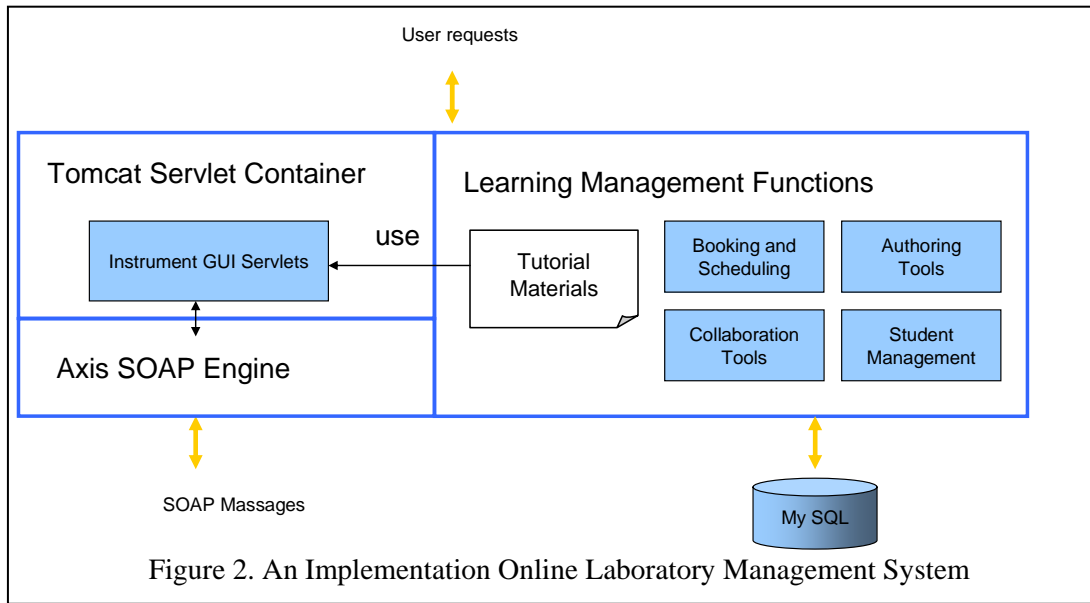 User requests
Tomcat Servlet Container
Learning Management Functions
Instrument GUI Servlets
use
Tutorial
Materials
Booking and
Scheduling
Authoring
Tools
Collaboration
Tools
Student
Management
Axis SOAP Engine
SOAP Massages
My SQL
Figure 2. An Implementation Online Laboratory Management System